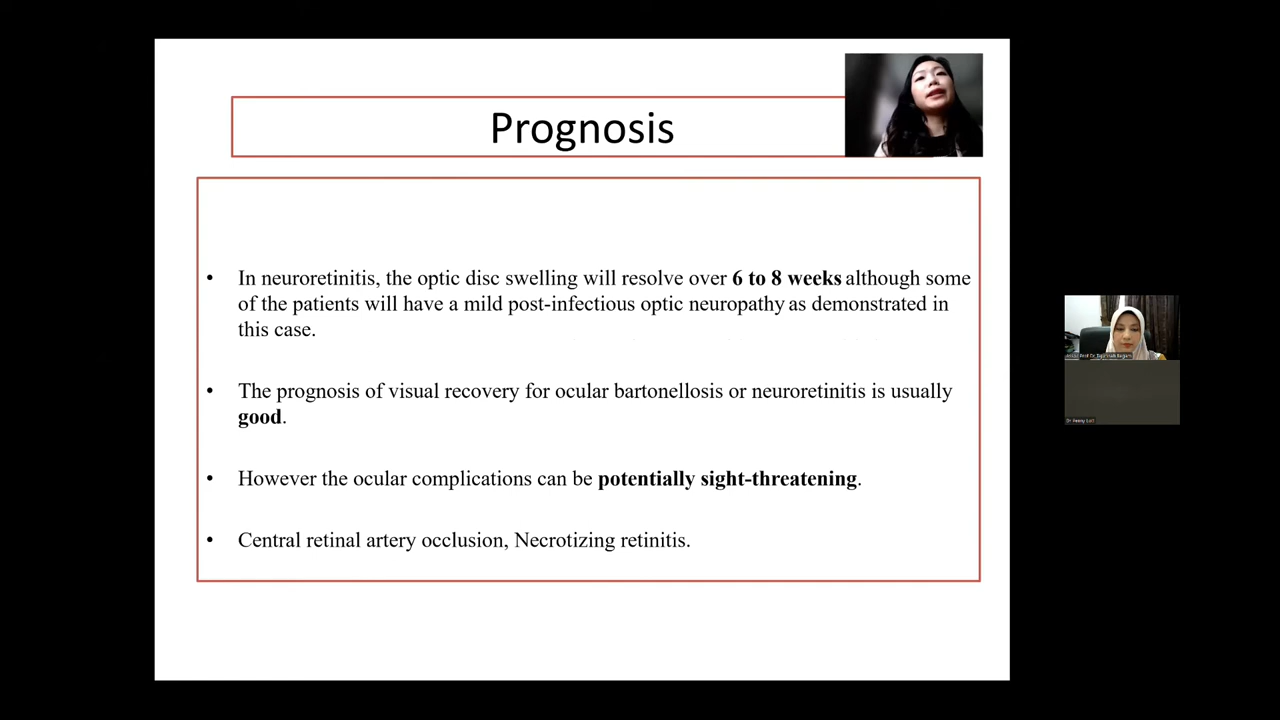 Prognosis
• In neuroretinitis, the optic disc swelling will resolve over 6 to 8 weeks although some
of the patients will have a mild post-infectious optic neuropathy as demonstrated in
this case.
• The prognosis of visual recovery for ocular bartonellosis or neuroretinitis is usually
good.
• However the ocular complications can be potentially sight-threatening.
• Central retinal artery occlusion, Necrotizing retinitis.
Prof Dr
Dr